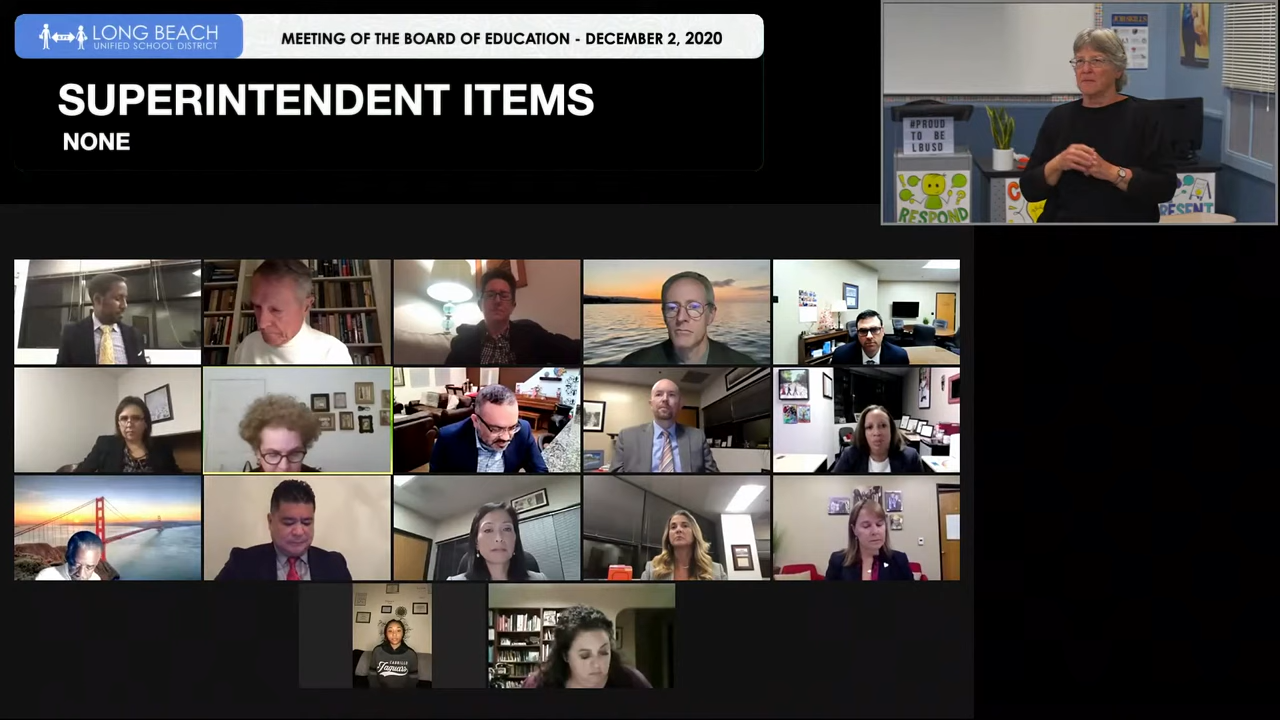 LONG BEACH
UNIFIED SCHOOL DISTRICT
MEETING OF THE BOARD OF EDUCATION - DECEMBER 2, 2020
SUPERINTENDENT ITEMS
NONE
#PROUD
TO BE
LBUSD
RESPOND
CABRILLO
Jaguars